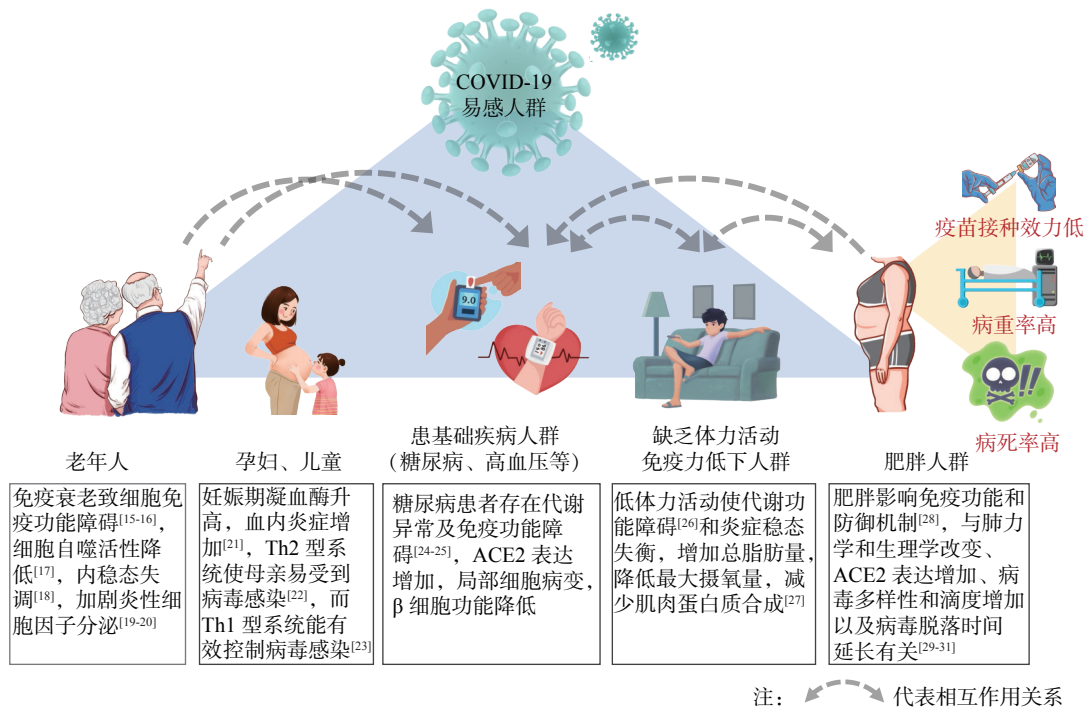 COVID-19
易感人群
疫苗接种效力低
9.0
病重率高
!!
病死率高
老年人
孕妇、儿童
患基础疾病人群
（糖尿病、高血压等）
缺乏体力活动
免疫力低下人群
肥胖人群
免疫衰老致细胞免
疫功能障碍[15-16]，
细胞自噬活性降
低[17]，内稳态失
调[18]，加剧炎性细
胞因子分泌[19-20]
妊娠期凝血酶升
高，血内炎症增
加[21]，Th2 型系
统使母亲易受到
病毒感染[22]，而
Th1 型系统能有
效控制病毒感染[23]
糖尿病患者存在代谢
异常及免疫功能障
碍[24-25]，ACE2 表达
增加，局部细胞病变，
β 细胞功能降低
低体力活动使代谢功
能障碍[26]和炎症稳态
失衡，增加总脂肪量，
降低最大摄氧量，减
少肌肉蛋白质合成[27]
肥胖影响免疫功能和
防御机制[28]，与肺力
学和生理学改变、
ACE2 表达增加、病
毒多样性和滴度增加
以及病毒脱落时间
延长有关[29-31]
注： 代表相互作用关系